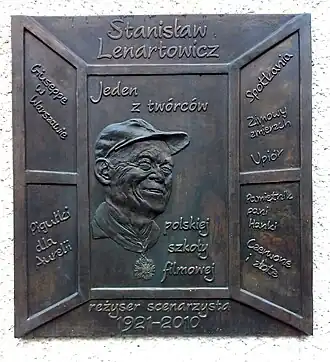 Stanisław
Lenartowicz
Giuseppe
w
Warszawie
Pigułki
dla
Aurelii
Jeden
z twórców
polskiej
szkoły
filmowej
Spotkania
Zimowy
zmierzch
Upiór
Pamiętnik
pani
Hanki
Czerwone
i złote
reżyser scenarzysta
1921-2010